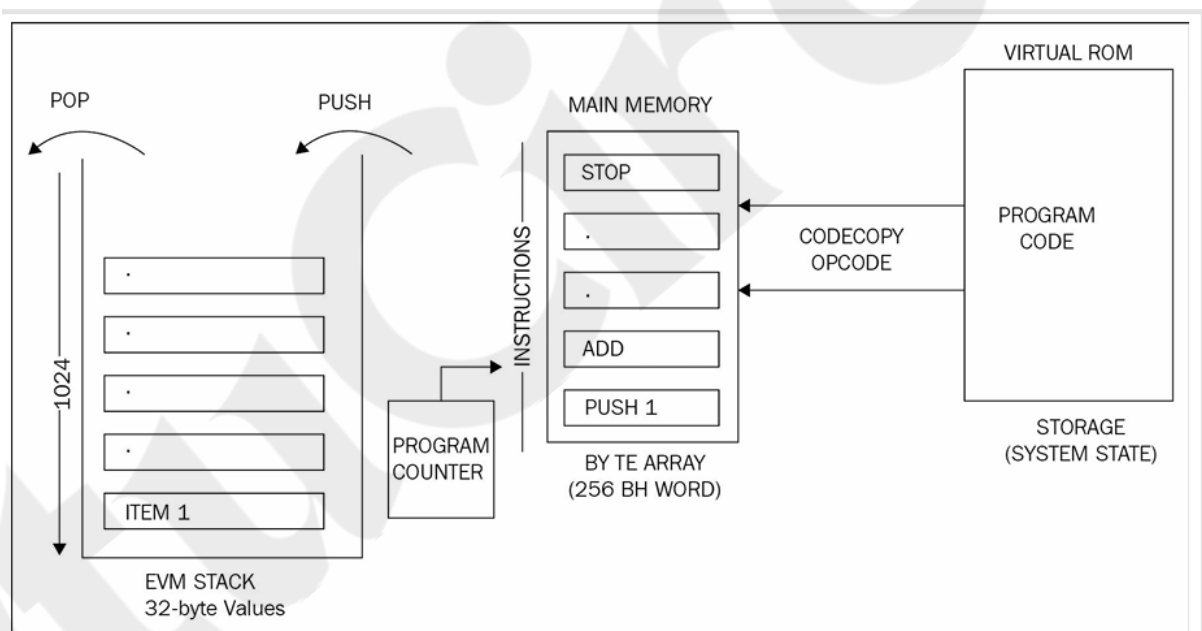 POP
PUSH
1024
.
.
.
.
ITEM 1
EVM STACK
32-byte Values
PROGRAM
COUNTER
INSTRUCTIONS
MAIN MEMORY
STOP
.
.
ADD
PUSH 1
BY TE ARRAY
(256 BH WORD)
CODECOPY
OPCODE
VIRTUAL ROM
PROGRAM
CODE
STORAGE
(SYSTEM STATE)